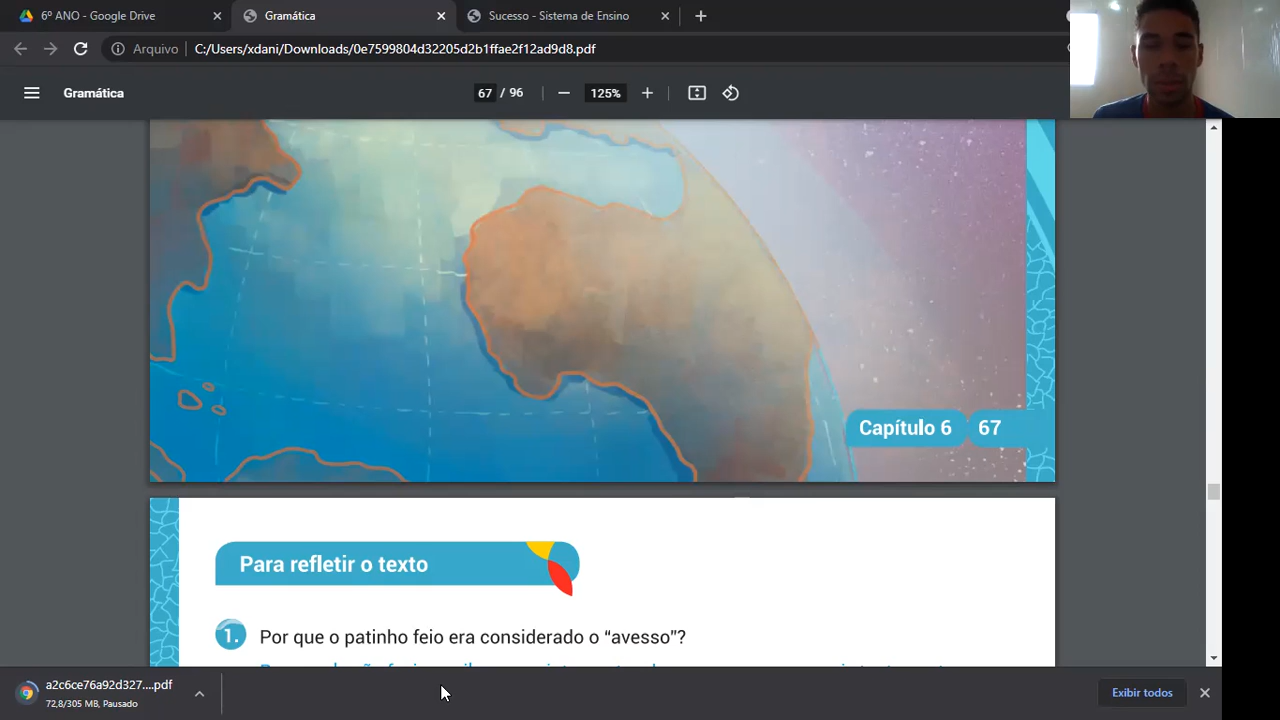 6º ANO - Google Drive
Gramática
Sucesso - Sistema de Ensino
Arquivo
C:/Users/xdani/Downloads/0e7599804d32205d2b1ffae2f12ad9d8.pdf
Gramática
67 / 96
125%
Capítulo 6 67
Para refletir o texto
1. Por que o patinho feio era considerado o “avesso”?
a2c6ce76a92d327....pdf
72,8/305 MB, Pausado
Exibir todos